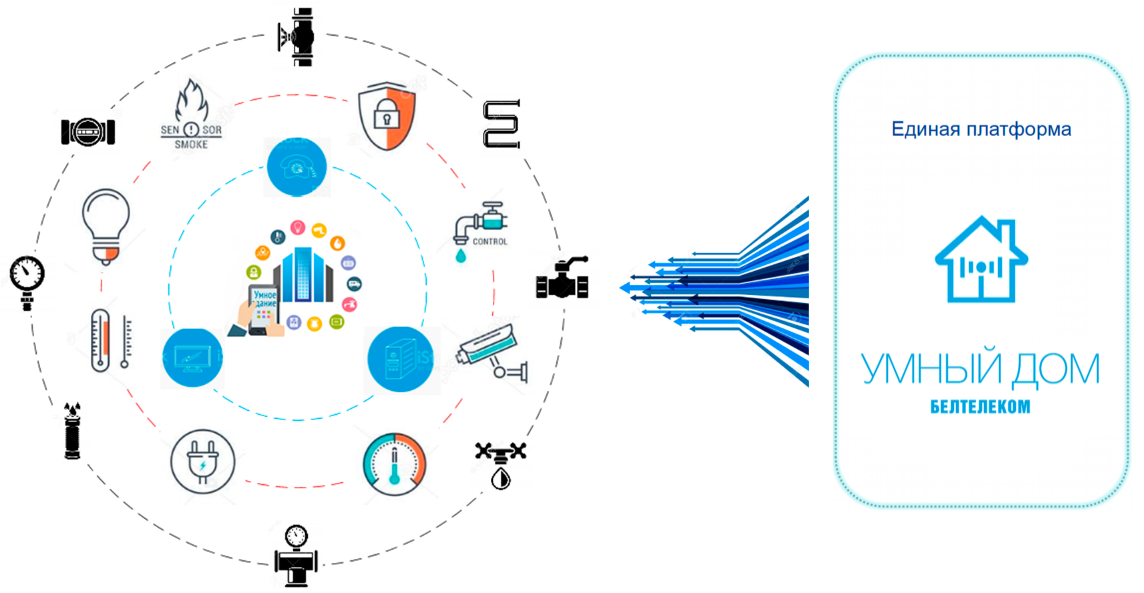 SEN SOR
SMOKE
CONTROL
Умное
здание
Единая платформа
УМНЫЙ ДОМ
БЕЛТЕЛЕКОМ